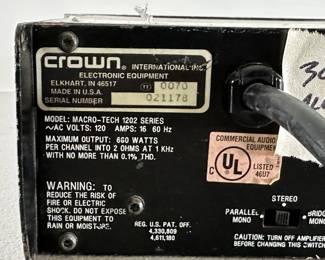 crown INTERNATIONAL INC.
ELECTRONIC EQUIPMENT
ELKHART, IN 46517
11 0070
MADE IN U.S.A.
SERIAL NUMBER 021178
MODEL: MACRO-TECH 1202 SERIES
~AC VOLTS: 120 AMPS: 16 60 Hz
MAXIMUM OUTPUT: 660 WATTS
PER CHANNEL INTO 2 OHMS AT 1 KHz
WITH NO MORE THAN 0.1% THD.
COMMERCIAL AUDIO
EQUIPMENT
UL
C
LISTED
46U7
WARNING: TO
REDUCE THE RISK OF
FIRE OR ELECTRIC
SHOCK, DO NOT EXPOSE
THIS EQUIPMENT TO
RAIN OR MOISTURE.
REG. U.S. PAT. OFF.
4,330,809
4,611,180
STEREO
PARALLEL
MONO
BRIDGE
MONO
CAUTION: TURN OFF AMPLIFIER
BEFORE CHANGING SWITCH